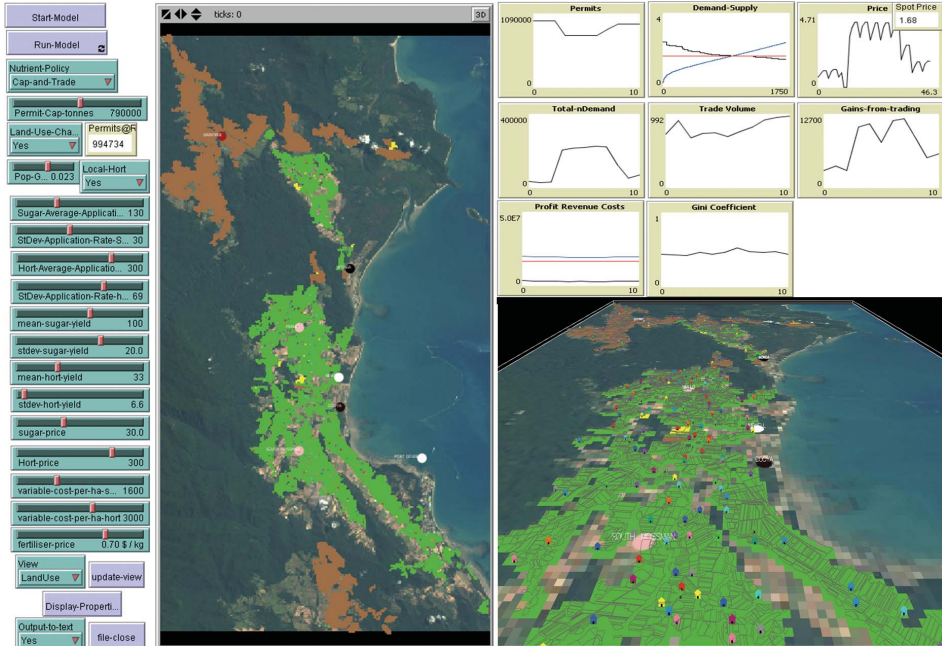 Start-Model
Run-Model
Nutrient-Policy
Cap-and-Trade
Permit-Cap-tonnes 790000
Land-Use-Cha...
Yes
Permits@R
994734
Pop-G... 0.023
Local-Hort
Yes
Sugar-Average-Applicati... 130
StDev-Application-Rate-S... 30
Hort-Average-Applicatio... 300
StDev-Application-Rate-h... 69
mean-sugar-yield 100
stdev-sugar-yield 20.0
mean-hort-yield 33
stdev-hort-yield 6.6
sugar-price 30.0
Hort-price 300
variable-cost-per-ha-s... 1600
variable-cost-per-ha-hort 3000
fertiliser-price 0.70 $ / kg
View
LandUse
update-view
Display-Properti...
Output-to-text
Yes
file-close
ticks: 0
3D
Permits
1090000
0
0 10
Demand-Supply
4
0
0 1750
Price
4.71
0
0 46.3
Spot Price
1.68
Total-nDemand
400000
0
0 10
Trade Volume
992
0
0 10
Gains-from-trading
12700
0
0 10
Profit Revenue Costs
5.0E7
0
0 10
Gini Coefficient
1
0
0 10
SOUTH